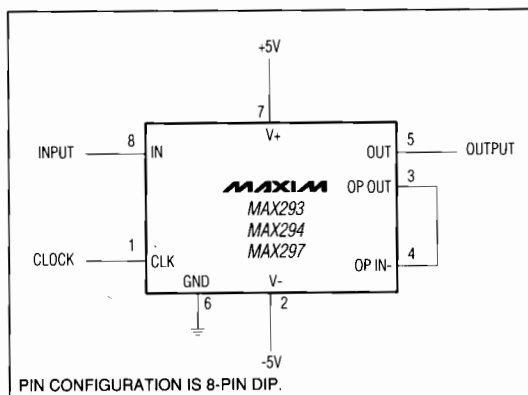 +5V
7
V+
INPUT 8 IN OUT 5 OUTPUT
MAXIM OP OUT 3
MAX293
MAX294
MAX297
CLOCK 1 CLK OP IN- 4
GND V-
6 2
-5V
PIN CONFIGURATION IS 8-PIN DIP.